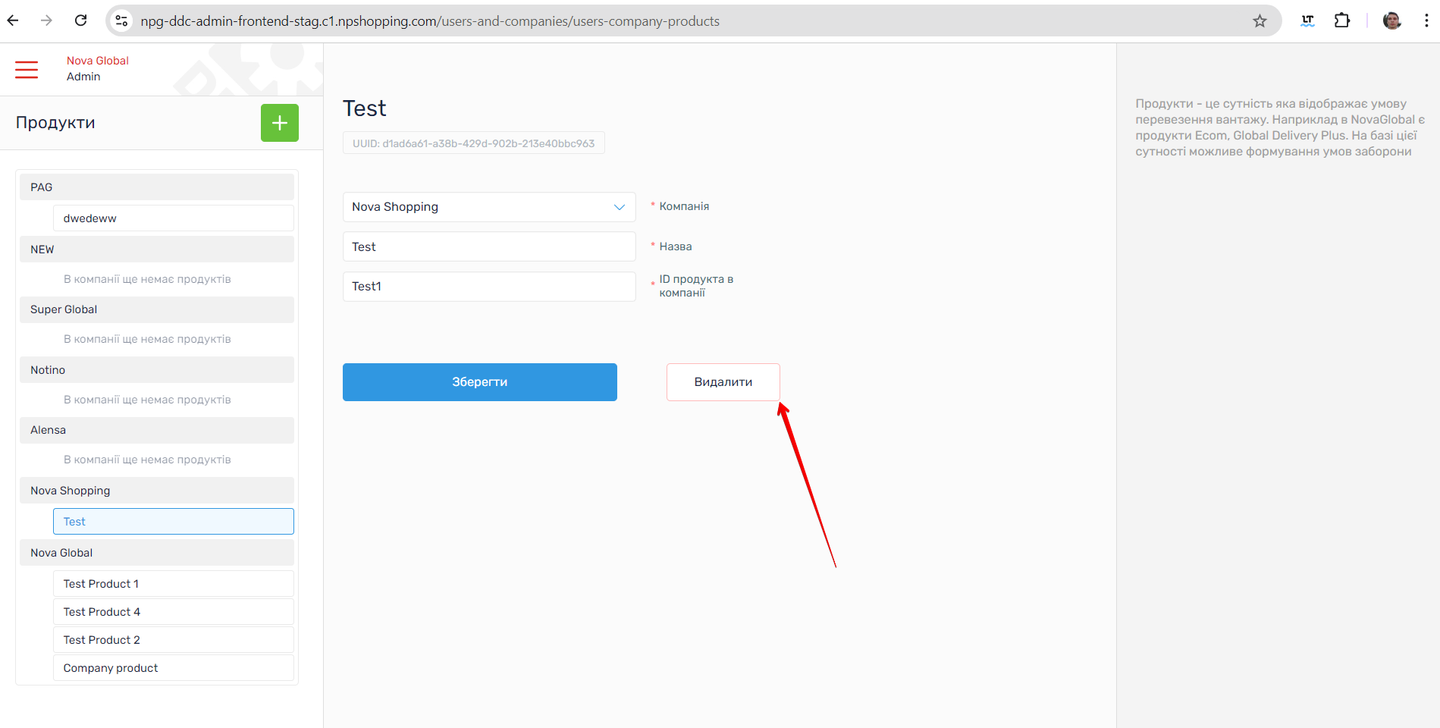 npg-ddc-admin-frontend-stag.c1.npshopping.com/users-and-companies/users-company-products
LT
Nova Global
Admin
Продукти
PAG
dwedeww
NEW
В компанії ще немає продуктів
Super Global
В компанії ще немає продуктів
Notino
В компанії ще немає продуктів
Alensa
В компанії ще немає продуктів
Nova Shopping
Test
Nova Global
Test Product 1
Test Product 4
Test Product 2
Company product
Test
UUID: d1ad6a61-a38b-429d-902b-213e40bbc963
Nova Shopping
* Компанія
Test
* Назва
Test1
* ID продукта в
компанії
Зберегти
Видалити
Продукти - це сутність яка відображає умову
перевезення вантажу. Наприклад в NovaGlobal є
продукти Ecom, Global Delivery Plus. На базі цієї
сутності можливе формування умов заборони